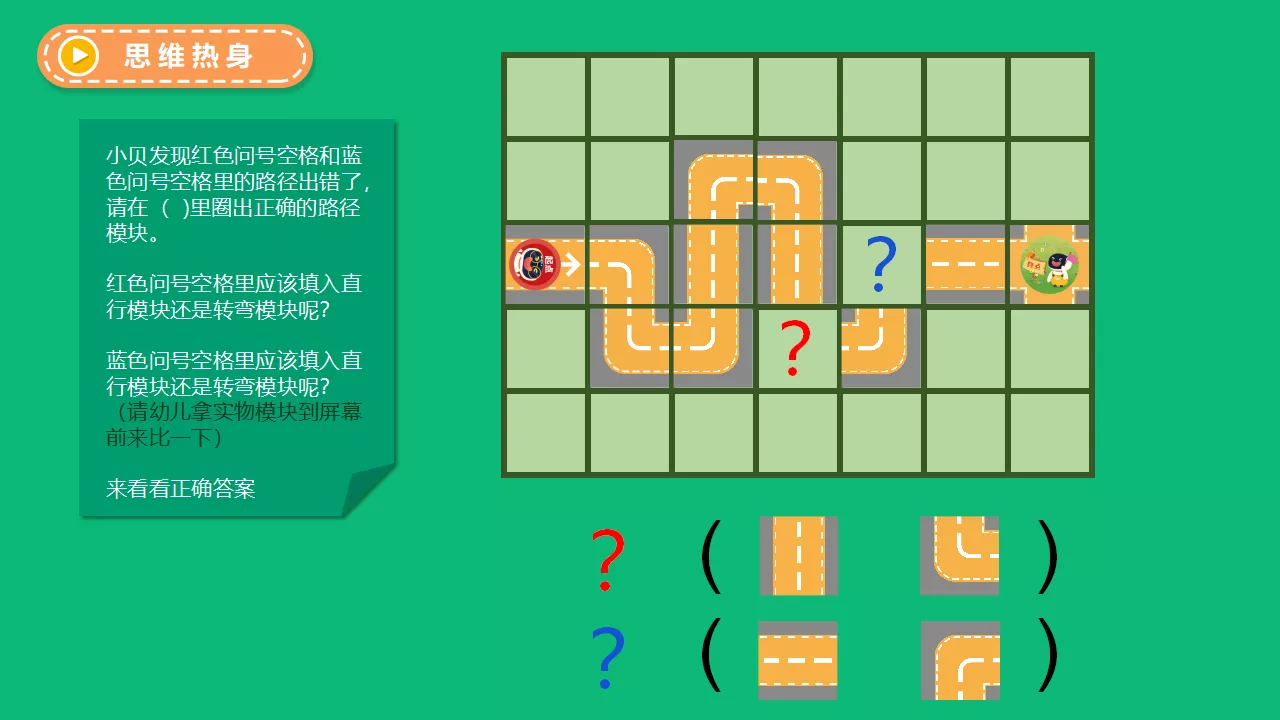 思维热身
小贝发现红色问号空格和蓝
色问号空格里的路径出错了,
请在（ ）里圈出正确的路径
模块。
红色问号空格里应该填入直
行模块还是转弯模块呢?
蓝色问号空格里应该填入直
行模块还是转弯模块呢?
（请幼儿拿实物模块到屏幕
前来比一下）
来看看正确答案
起点
?
?
? （ ）
? （ ）